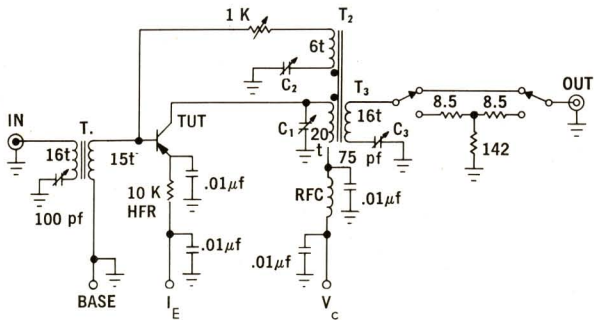 1 K
T2
6t
C2
T3
OUT
IN
TUT
C1
20
t
16t
8.5
8.5
T.
16t
15t
C3
75 pf
142
.01μf
10 K
HFR
RFC
.01μf
100 pf
.01μf
.01μf
BASE
IE
Vc